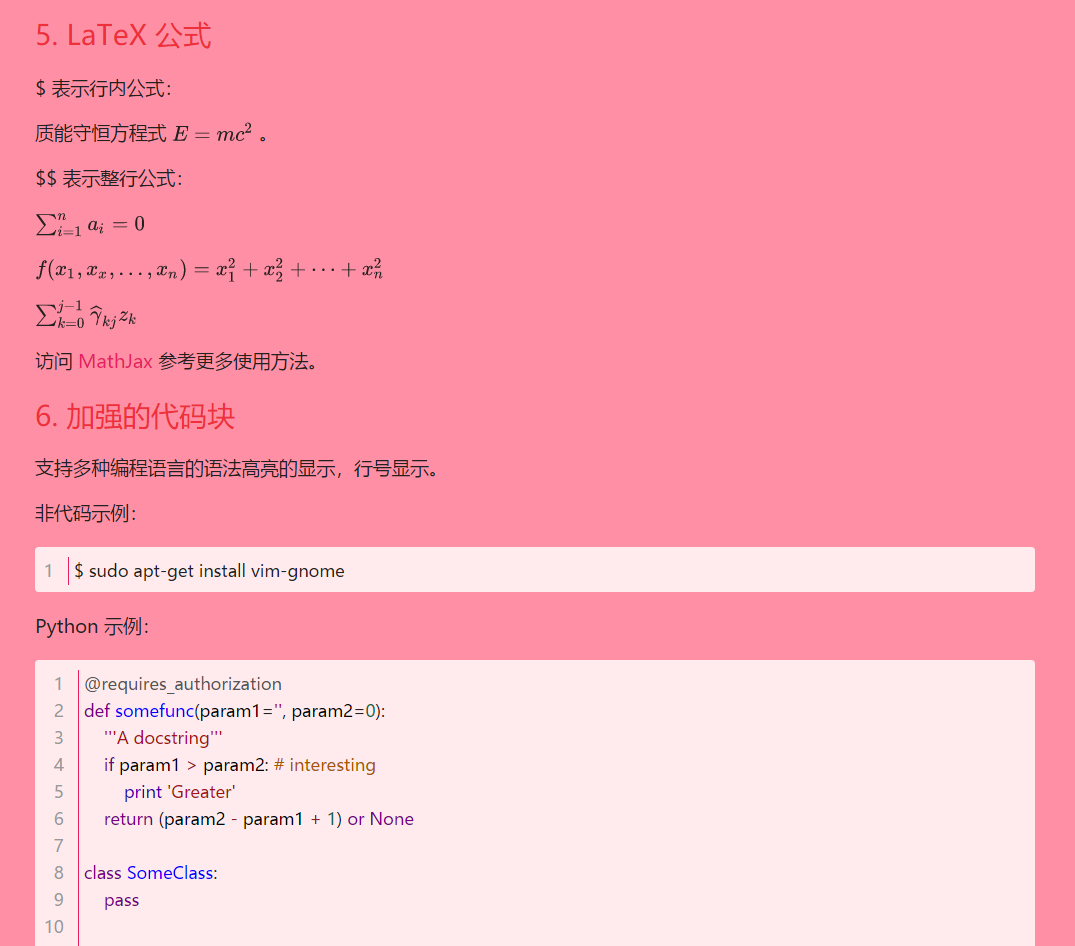 5. LaTeX 公式
$ 表示行内公式：
质能守恒方程式 $E = mc^2$ 。
$$ 表示整行公式：
$\sum_{i=1}^{n} a_i = 0$
$f(x_1, x_x, \ldots, x_n) = x_1^2 + x_2^2 + \cdots + x_n^2$
$\sum_{k=0}^{j-1} \widehat{\gamma}_{kj} z_k$
访问 MathJax 参考更多使用方法。
6. 加强的代码块
支持多种编程语言的语法高亮的显示，行号显示。
非代码示例：
1 $ sudo apt-get install vim-gnome
Python 示例：
1 @requires_authorization
2 def somefunc(param1='', param2=0):
3     '''A docstring'''
4     if param1 > param2: # interesting
5         print 'Greater'
6     return (param2 - param1 + 1) or None
7
8 class SomeClass:
9     pass
10